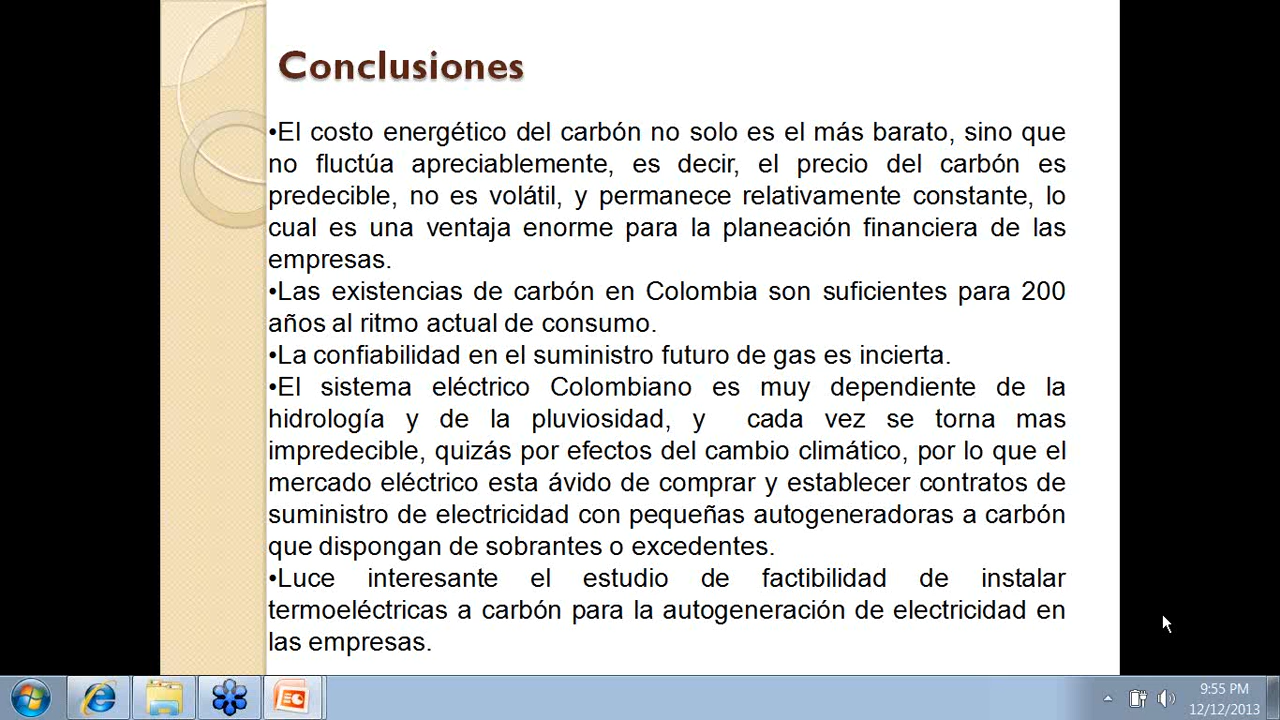 Conclusiones
•El costo energético del carbón no solo es el más barato, sino que
no fluctúa apreciablemente, es decir, el precio del carbón es
predecible, no es volátil, y permanece relativamente constante, lo
cual es una ventaja enorme para la planeación financiera de las
empresas.
•Las existencias de carbón en Colombia son suficientes para 200
años al ritmo actual de consumo.
•La confiabilidad en el suministro futuro de gas es incierta.
•El sistema eléctrico Colombiano es muy dependiente de la
hidrología y de la pluviosidad, y cada vez se torna mas
impredecible, quizás por efectos del cambio climático, por lo que el
mercado eléctrico esta ávido de comprar y establecer contratos de
suministro de electricidad con pequeñas autogeneradoras a carbón
que dispongan de sobrantes o excedentes.
•Luce interesante el estudio de factibilidad de instalar
termoeléctricas a carbón para la autogeneración de electricidad en
las empresas.
9:55 PM
12/12/2013